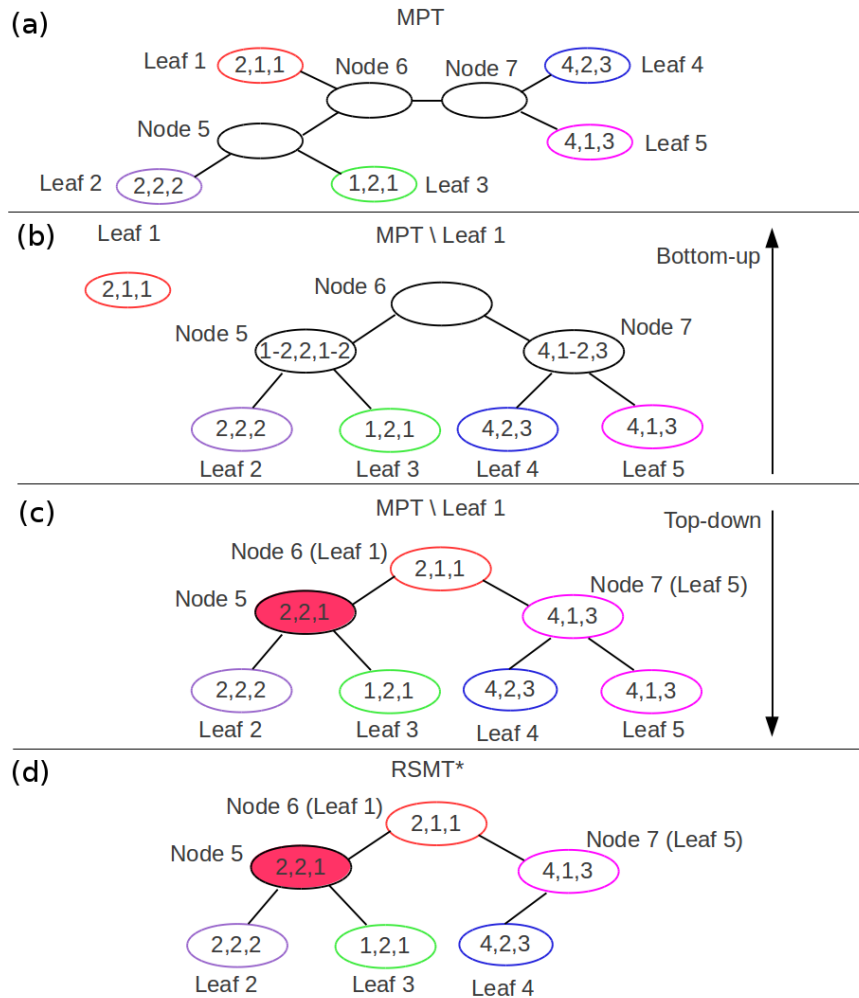 (a)
MPT
Leaf 1
2,1,1
Node 6
Node 7
4,2,3
Leaf 4
Node 5
4,1,3
Leaf 5
Leaf 2
2,2,2
1,2,1
Leaf 3
(b)
Leaf 1
MPT \ Leaf 1
Bottom-up
2,1,1
Node 6
Node 5
Node 7
1-2,2,1-2
4,1-2,3
2,2,2
1,2,1
4,2,3
4,1,3
Leaf 2
Leaf 3
Leaf 4
Leaf 5
(c)
MPT \ Leaf 1
Top-down
Node 6 (Leaf 1)
2,1,1
Node 5
Node 7 (Leaf 5)
2,2,1
4,1,3
2,2,2
1,2,1
4,2,3
4,1,3
Leaf 2
Leaf 3
Leaf 4
Leaf 5
(d)
RSMT*
Node 6 (Leaf 1)
2,1,1
Node 5
Node 7 (Leaf 5)
2,2,1
4,1,3
2,2,2
1,2,1
4,2,3
Leaf 2
Leaf 3
Leaf 4